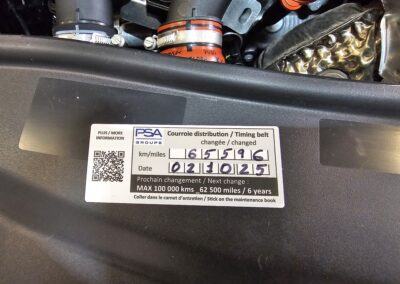 PLUS / MORE
INFORMATION
PSA
GROUPE
Courroie distribution / Timing belt
changée / changed
km/miles 65596
Date 021025
Prochain changement / Next change :
MAX 100 000 kms _62 500 miles / 6 years
Coller dans le carnet d'entretien / Stick on the maintenance book